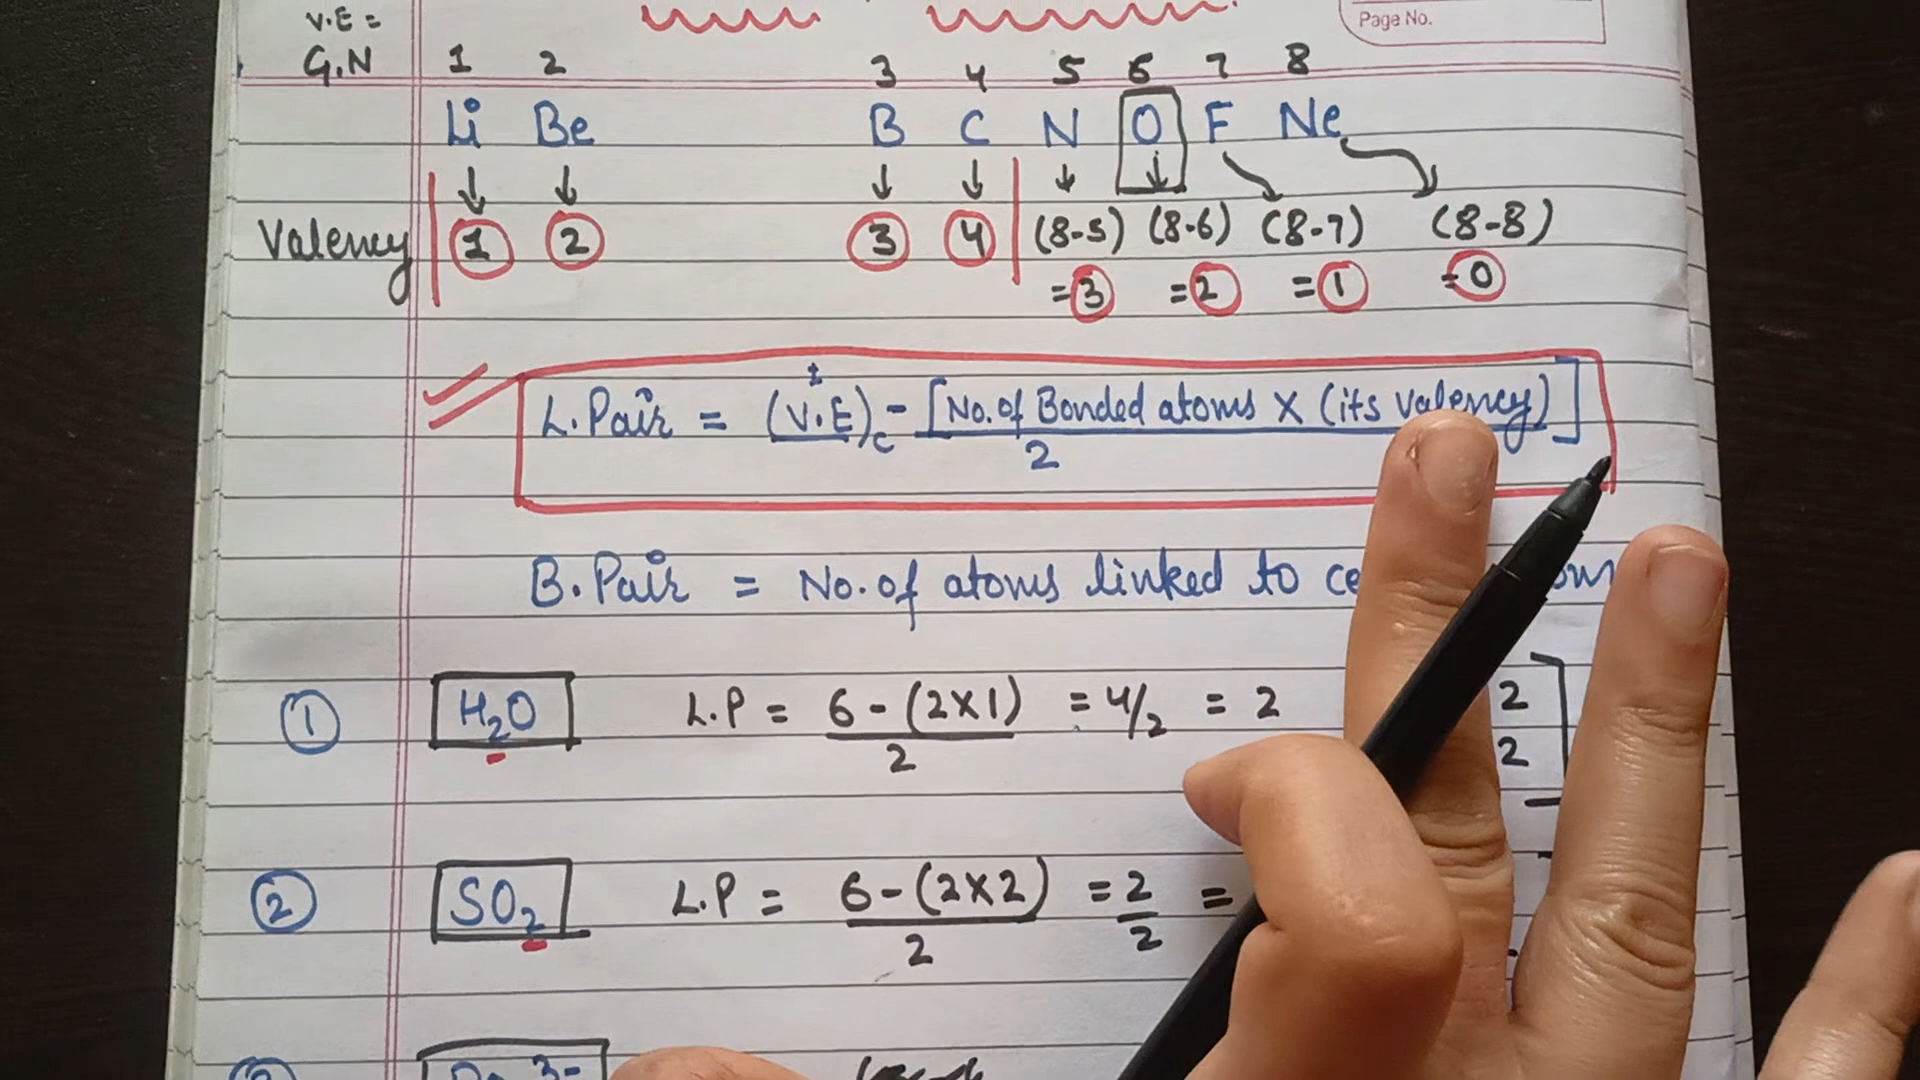 Page No.
V.E =
G.N 1 2 3 4 5 6 7 8
Li Be B C N O F Ne
↓ ↓ ↓ ↓ ↓ ↓
Valency 1 2 3 4 (8-5) (8-6) (8-7) (8-8)
=3 =2 =1 =0
L.Pair = (V.E)c - [No. of Bonded atoms X (its valency)]
2
B.Pair = No. of atoms linked to
① H₂O L.P = 6-(2X1) = 4/2 = 2 2
2 2
② SO₂ L.P = 6-(2X2) = 2 =
2 2
3-